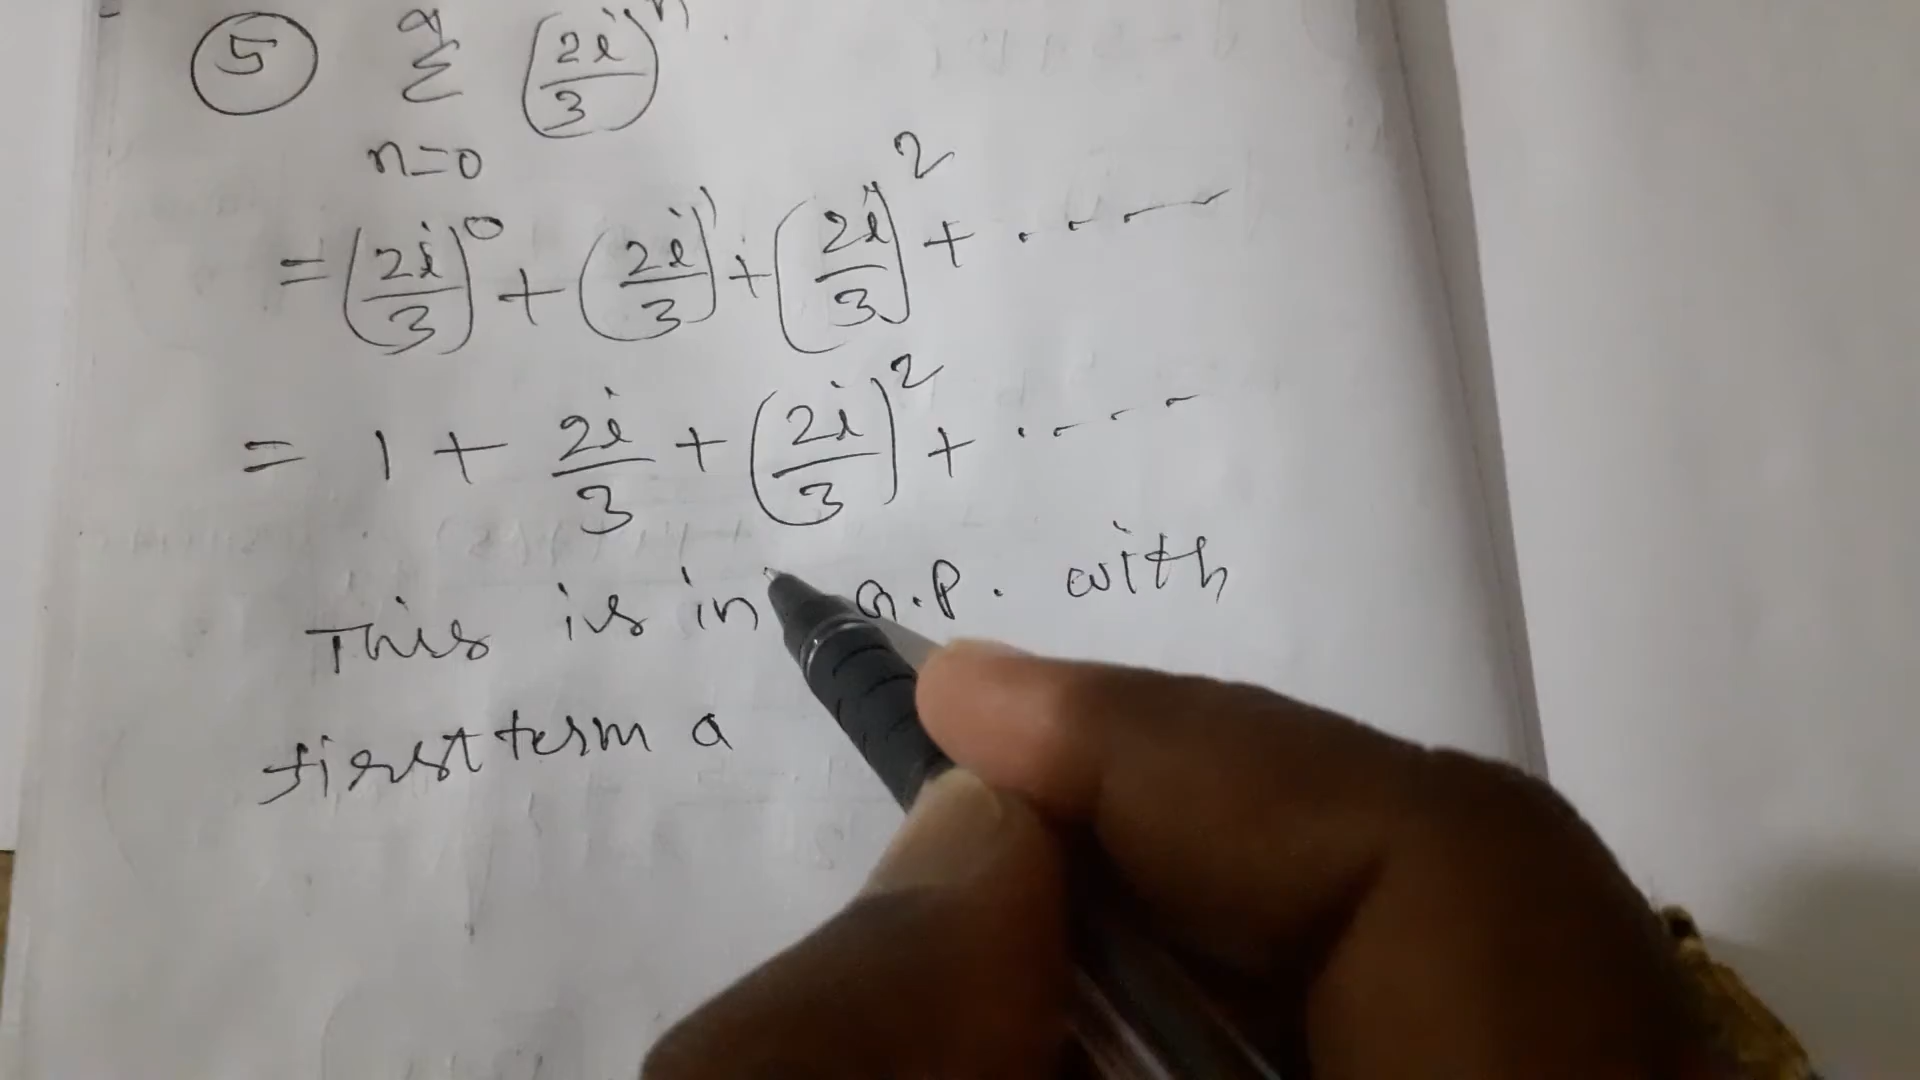 5 ∑ (2i/3)^n
∞
n=0
= (2i/3)^0 + (2i/3)^1 + (2i/3)^2 + ....
= 1 + 2i/3 + (2i/3)^2 + ....
This is in G.P. with
first term a